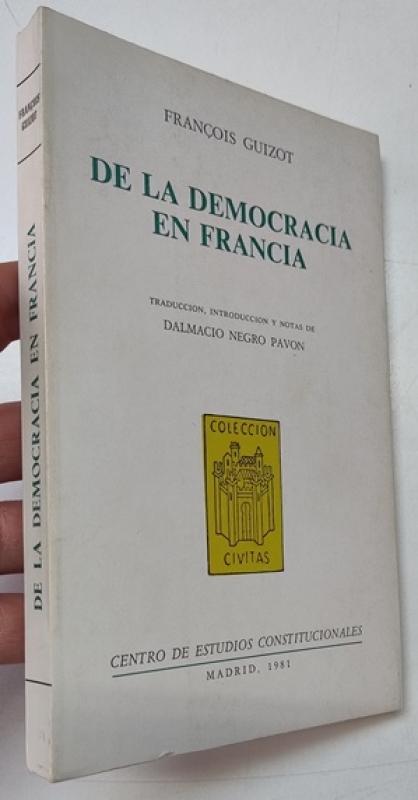 FRANÇOIS GUIZOT
DE LA DEMOCRACIA
EN FRANCIA
TRADUCCION, INTRODUCCION Y NOTAS DE
DALMACIO NEGRO PAVON
COLECCION
CIVITAS
CENTRO DE ESTUDIOS CONSTITUCIONALES
MADRID, 1981
FRANÇOIS
GUIZOT
DE LA DEMOCRACIA EN FRANCIA